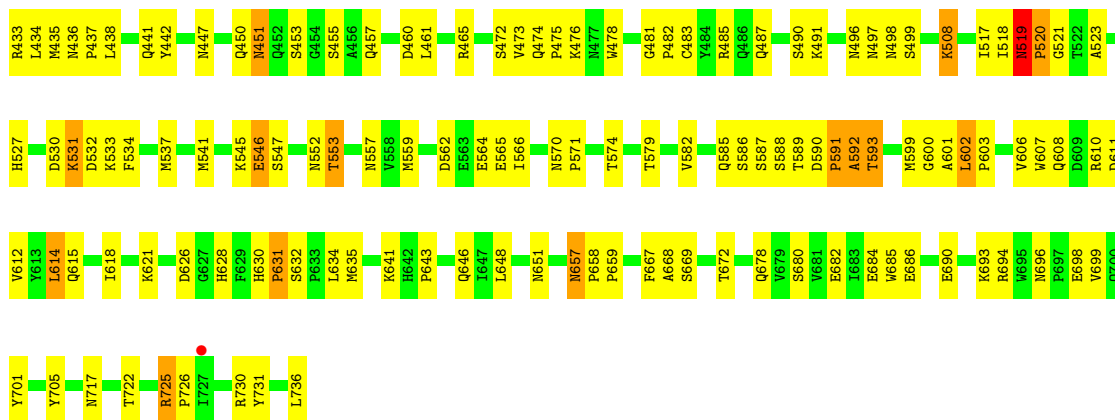 R433 L434 M435 N436 P437 L438 Q441 Y442 N447 Q450 N451 Q452 S453 G454 S455 A456 Q457 D460 L461 R465 S472 V473 Q474 P475 K476 N477 W478 G481 P482 C483 Y484 R485 Q486 Q487 S490 K491 N496 N497 N498 S499 K508 I517 I518 N519 P520 G521 T522 A523
H527 D530 K531 D532 K533 F534 M537 M541 K545 E546 S547 N552 T553 N557 V558 M559 D562 E563 E564 E565 I566 N570 P571 T574 T579 V582 Q585 S586 S587 S588 T589 D590 P591 A592 T593 M599 G600 A601 L602 P603 V606 W607 Q608 D609 R610
V612 Y613 L614 Q615 I618 K621 D626 G627 H628 F629 H630 P631 S632 P633 L634 M635 K641 H642 P643 Q646 I647 L648 N651 N657 P658 P659 F667 A668 S669 T672 Q678 V679 S680 V681 E682 I683 E684 W685 E686 E690 K693 R694 W695 N696 P697 E698 V699
Y701 Y705 N717 T722 R725 P726 I727 R730 Y731 L736